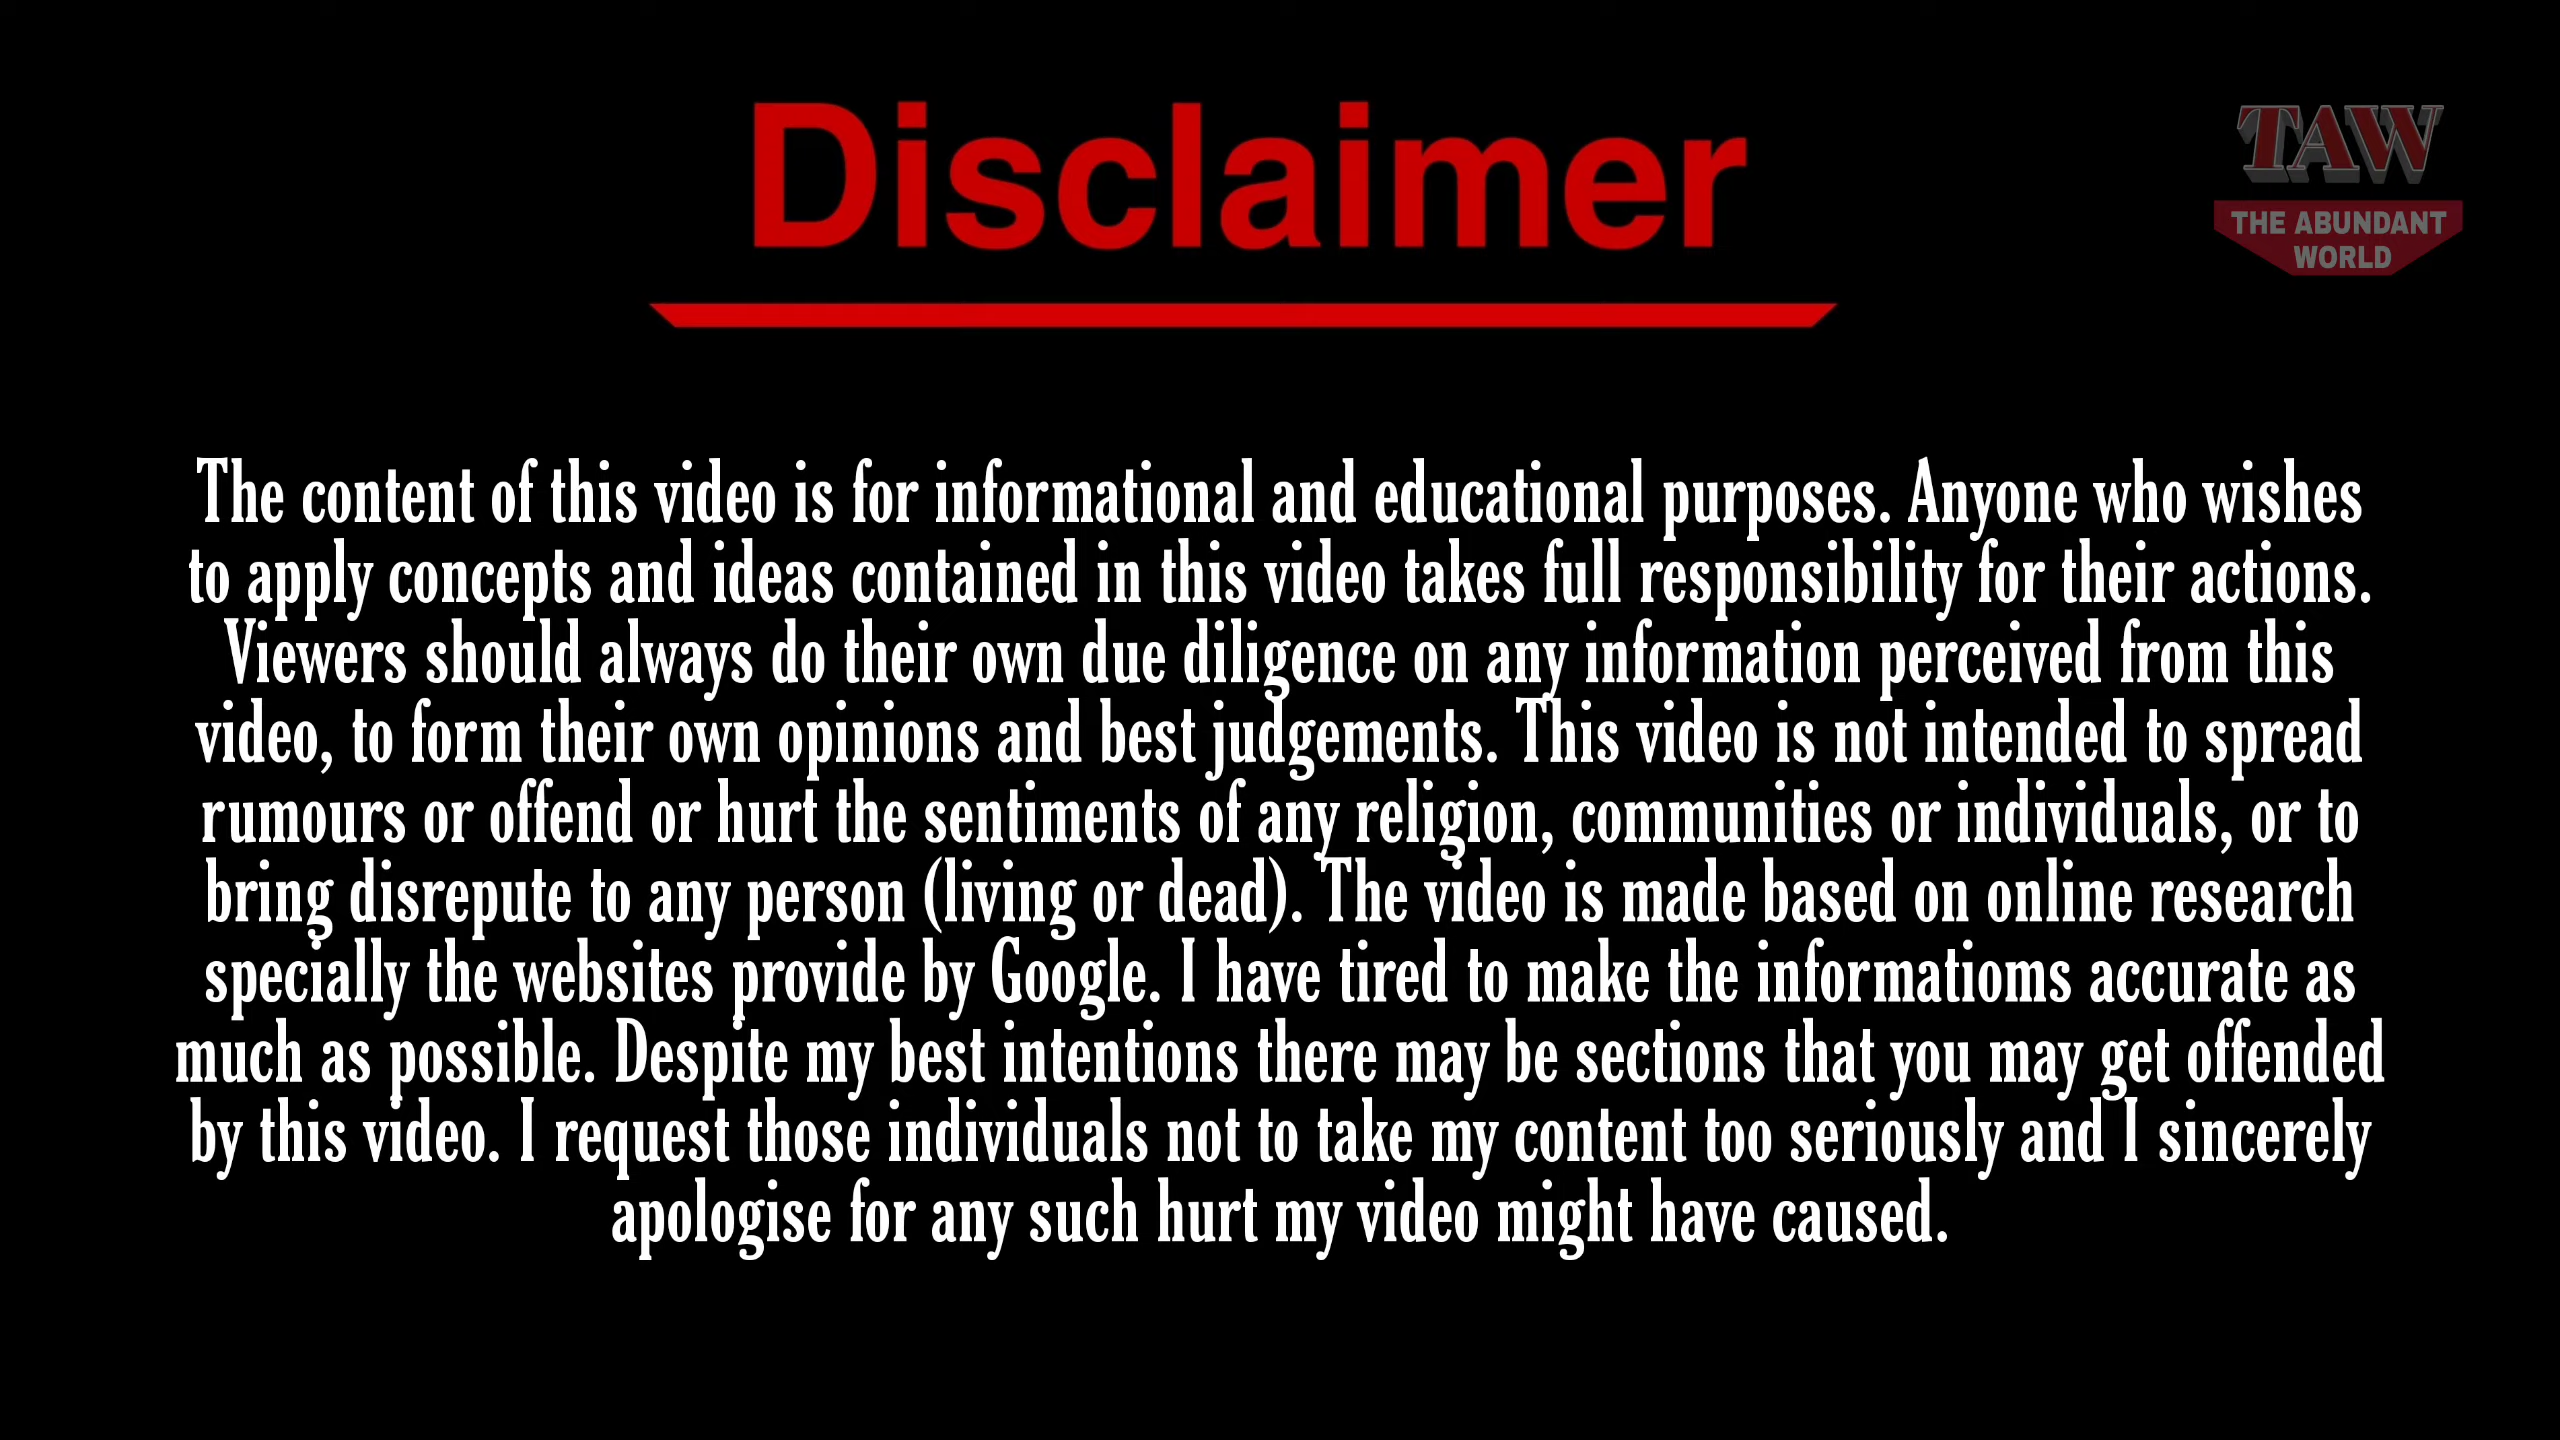 Disclaimer
TAW
THE ABUNDANT
WORLD
The content of this video is for informational and educational purposes. Anyone who wishes
to apply concepts and ideas contained in this video takes full responsibility for their actions.
Viewers should always do their own due diligence on any information perceived from this
video, to form their own opinions and best judgements. This video is not intended to spread
rumours or offend or hurt the sentiments of any religion, communities or individuals, or to
bring disrepute to any person (living or dead). The video is made based on online research
specially the websites provide by Google. I have tired to make the informatioms accurate as
much as possible. Despite my best intentions there may be sections that you may get offended
by this video. I request those individuals not to take my content too seriously and I sincerely
apologise for any such hurt my video might have caused.